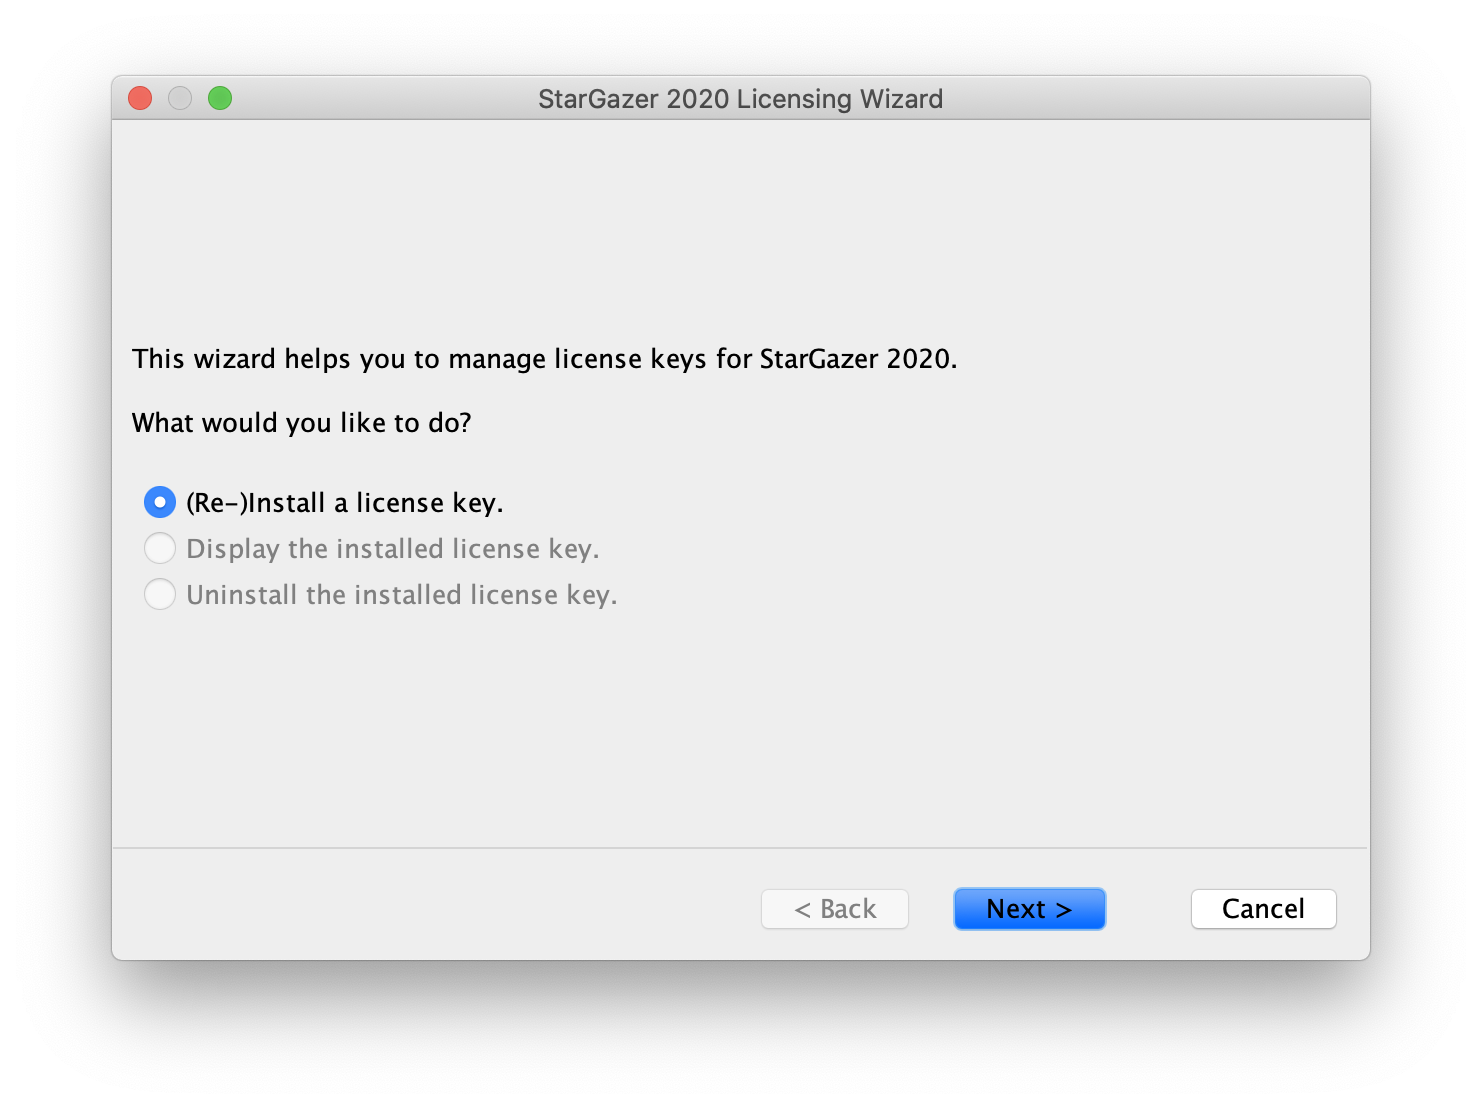 StarGazer 2020 Licensing Wizard
This wizard helps you to manage license keys for StarGazer 2020.
What would you like to do?
(Re-)Install a license key.
Display the installed license key.
Uninstall the installed license key.
< Back
Next >
Cancel